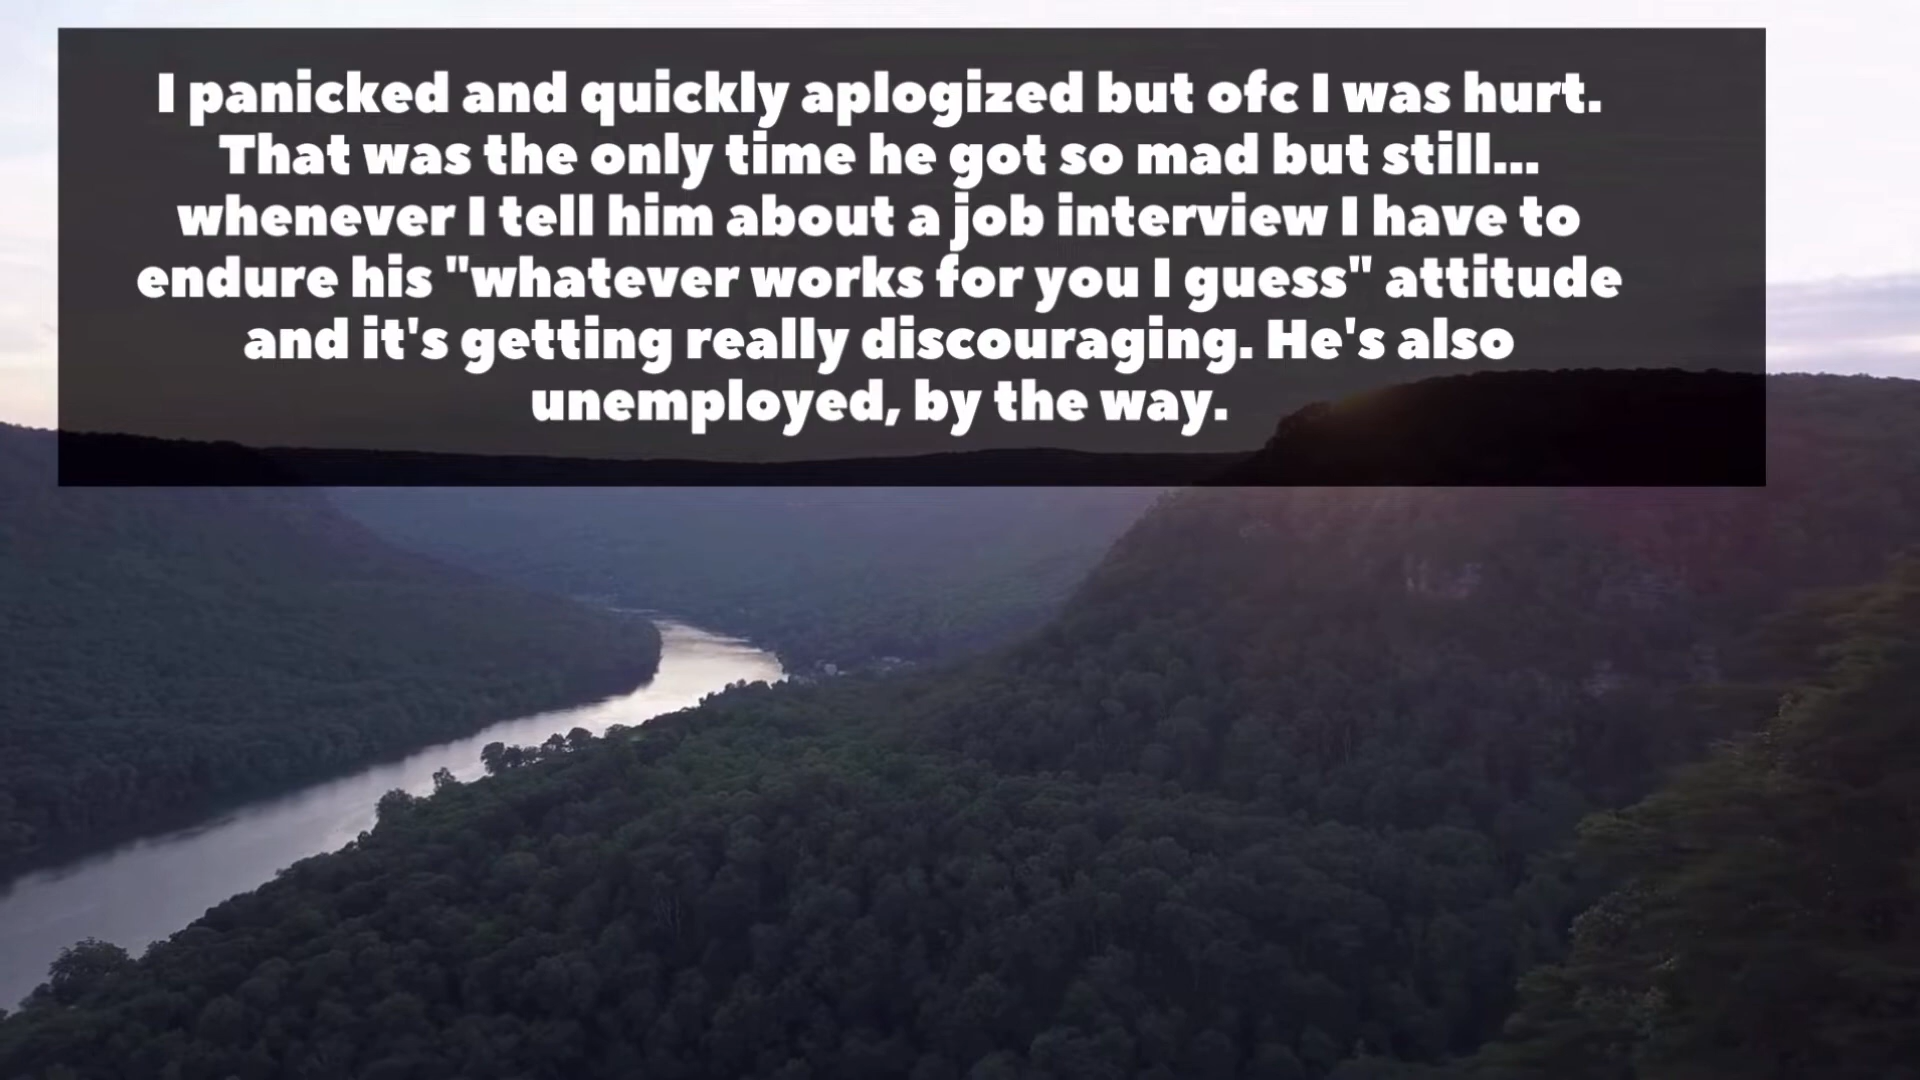 I panicked and quickly aplogized but ofc I was hurt.
That was the only time he got so mad but still...
whenever I tell him about a job interview I have to
endure his "whatever works for you I guess" attitude
and it's getting really discouraging. He's also
unemployed, by the way.